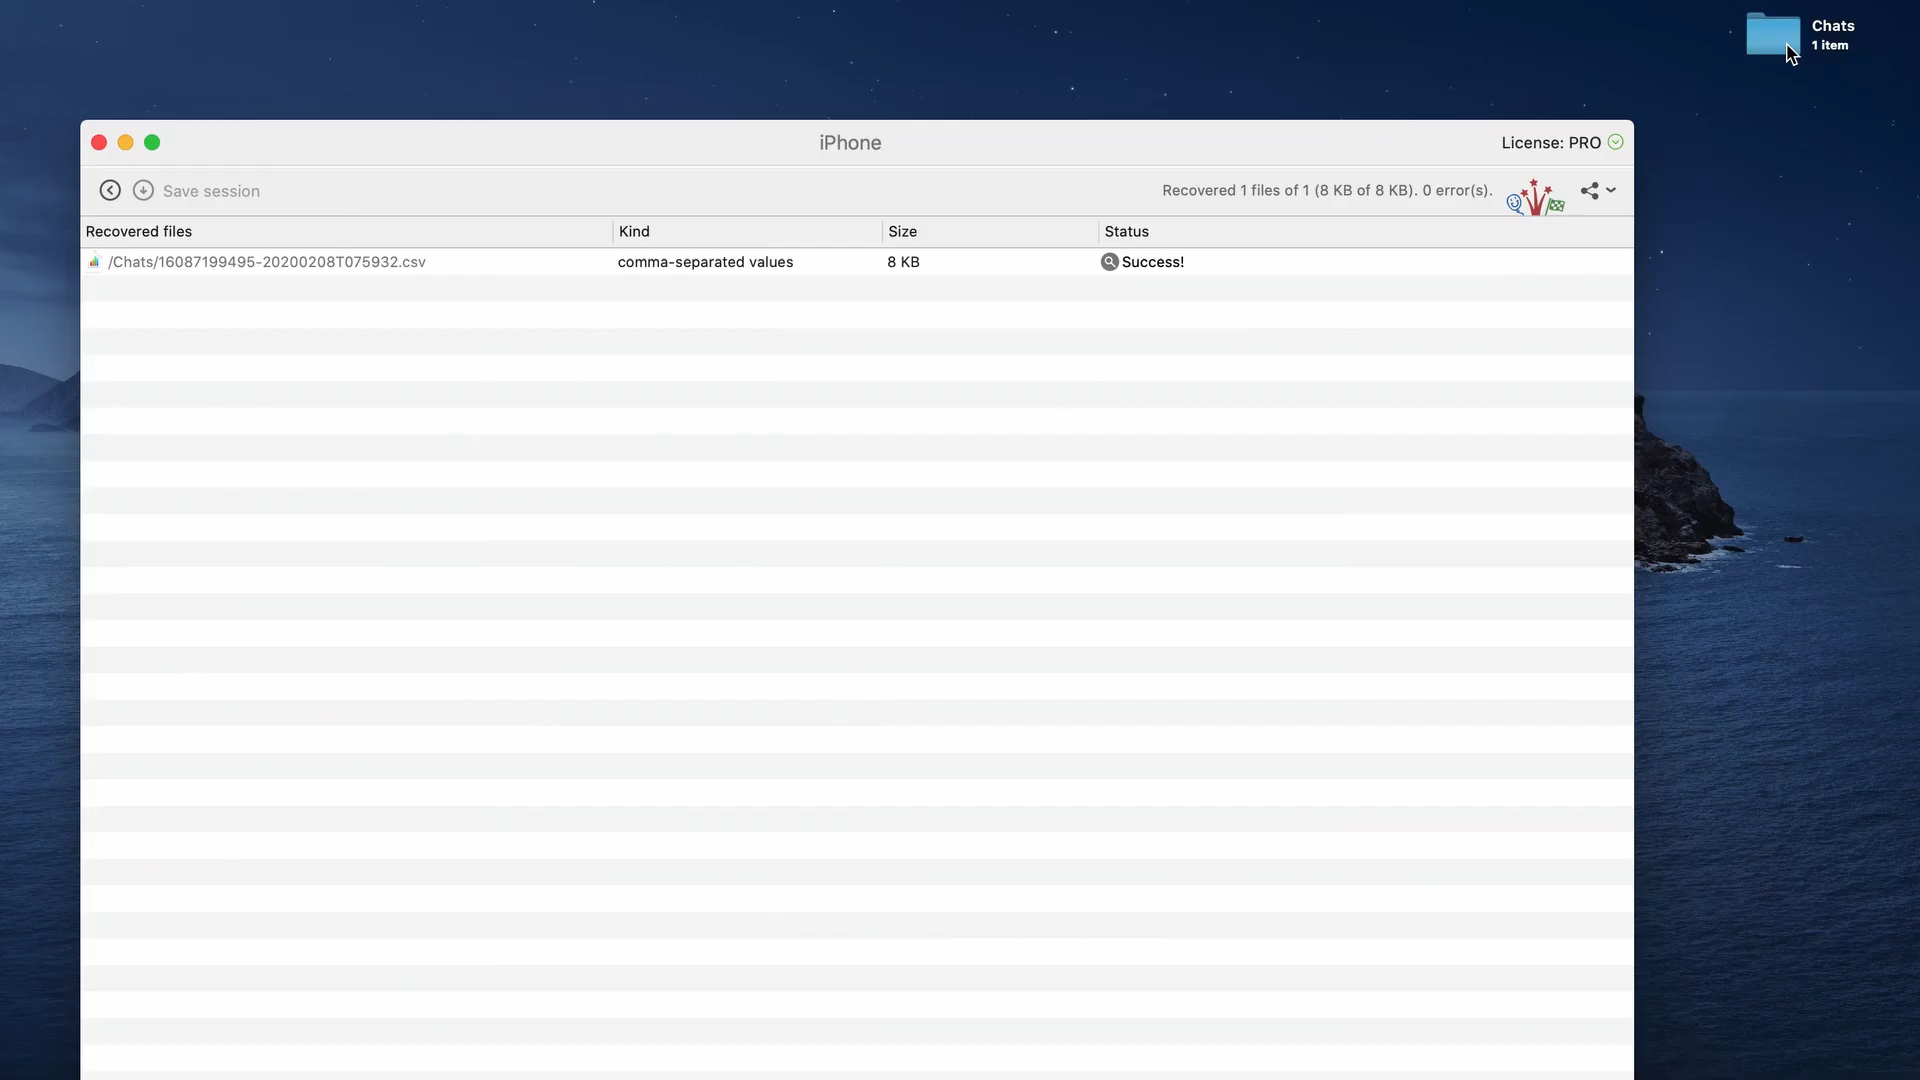 Chats
1 item
iPhone
License: PRO
Save session
Recovered 1 files of 1 (8 KB of 8 KB). 0 error(s).
Recovered files Kind Size Status
/Chats/16087199495-20200208T075932.csv comma-separated values 8 KB Success!